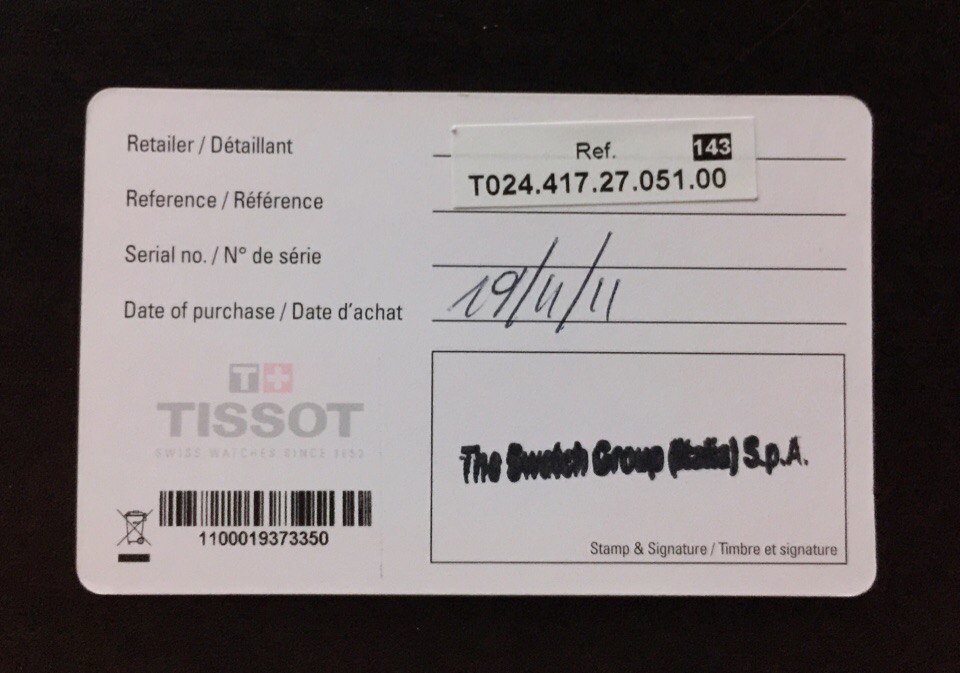 Retailer / Détaillant
Ref. 143
T024.417.27.051.00
Reference / Référence
Serial no. / N° de série
Date of purchase / Date d'achat
19/11/11
T+
TISSOT
SWISS WATCHES SINCE 1853
The Swatch Group (Italia) S.p.A.
1100019373350
Stamp & Signature / Timbre et signature